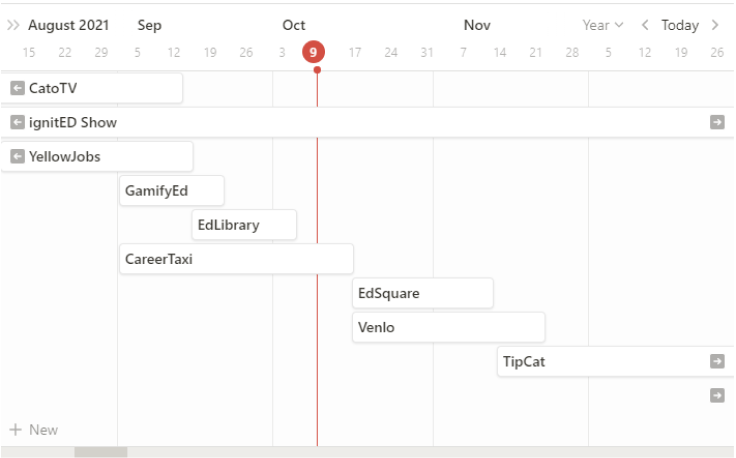 August 2021 Sep Oct Nov Year Today
15 22 29 5 12 19 26 3 9 17 24 31 7 14 21 28 5 12 19 26
CatoTV
ignitED Show
YellowJobs
GamifyEd
EdLibrary
CareerTaxi
EdSquare
Venlo
TipCat
+ New